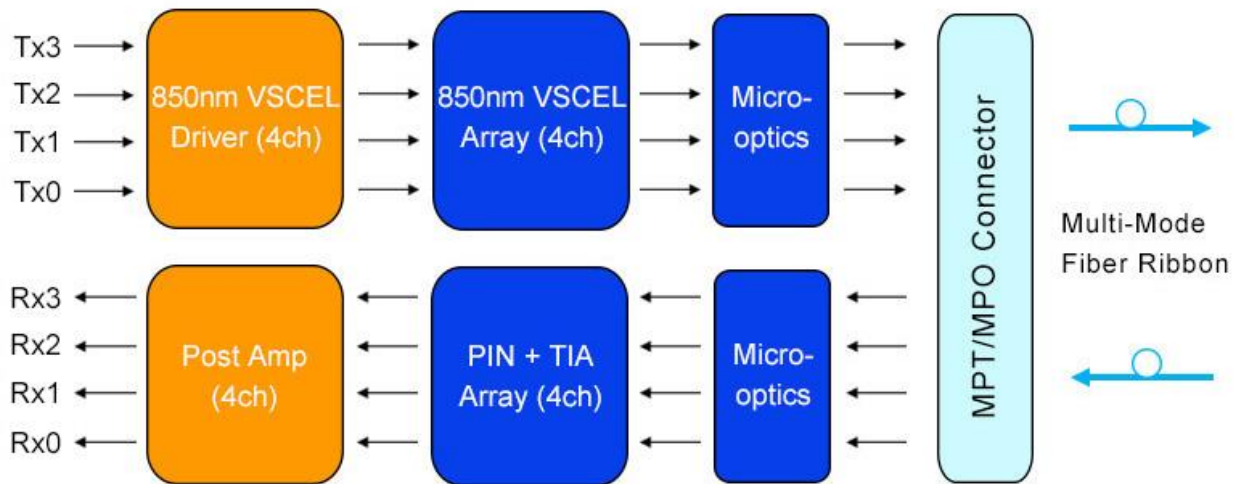 Tx3
Tx2
Tx1
Tx0
850nm VSCEL
Driver (4ch)
850nm VSCEL
Array (4ch)
Micro-
optics
MPT/MPO Connector
Multi-Mode
Fiber Ribbon
Rx3
Rx2
Rx1
Rx0
Post Amp
(4ch)
PIN + TIA
Array (4ch)
Micro-
optics